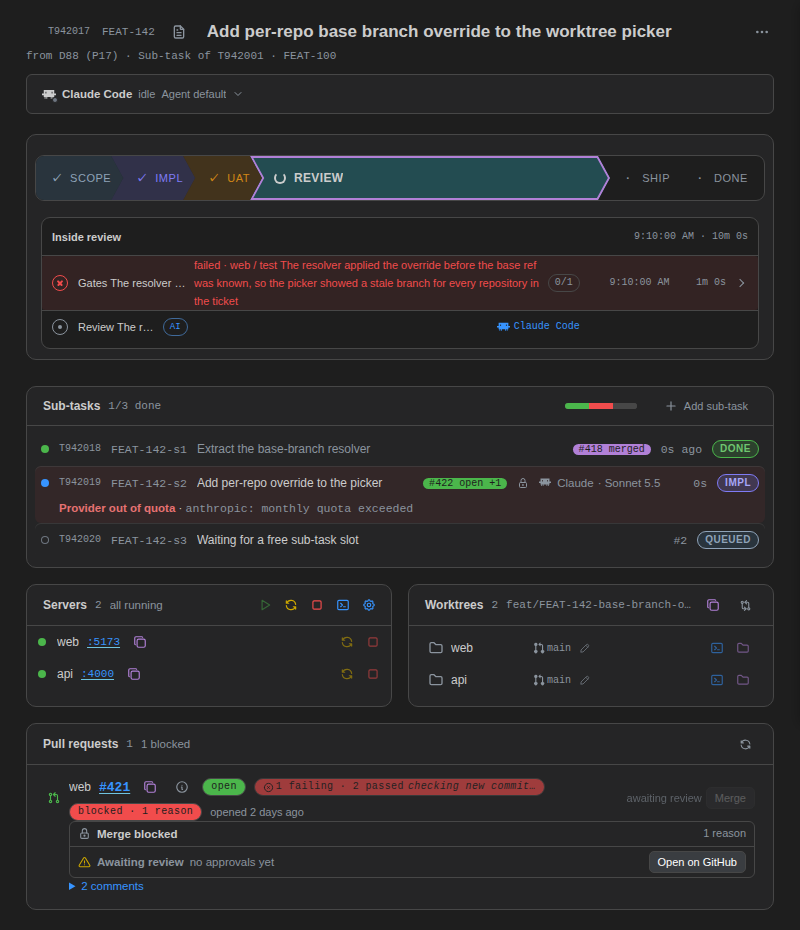 T942017 FEAT-142 Add per-repo base branch override to the worktree picker
from D88 (P17) · Sub-task of T942001 · FEAT-100
Claude Code idle Agent default
SCOPE IMPL UAT REVIEW · SHIP · DONE
Inside review 9:10:00 AM · 10m 0s
failed · web / test The resolver applied the override before the base ref
Gates The resolver … was known, so the picker showed a stale branch for every repository in 0/1 9:10:00 AM 1m 0s
the ticket
Review The r… AI Claude Code
Sub-tasks 1/3 done Add sub-task
T942018 FEAT-142-s1 Extract the base-branch resolver #418 merged 0s ago DONE
T942019 FEAT-142-s2 Add per-repo override to the picker #422 open +1 Claude · Sonnet 5.5 0s IMPL
Provider out of quota · anthropic: monthly quota exceeded
T942020 FEAT-142-s3 Waiting for a free sub-task slot #2 QUEUED
Servers 2 all running
web :5173
api :4000
Worktrees 2 feat/FEAT-142-base-branch-o…
web main
api main
Pull requests 1 1 blocked
web #421 open 1 failing · 2 passed checking new commit…
blocked · 1 reason opened 2 days ago awaiting review Merge
Merge blocked 1 reason
Awaiting review no approvals yet Open on GitHub
2 comments